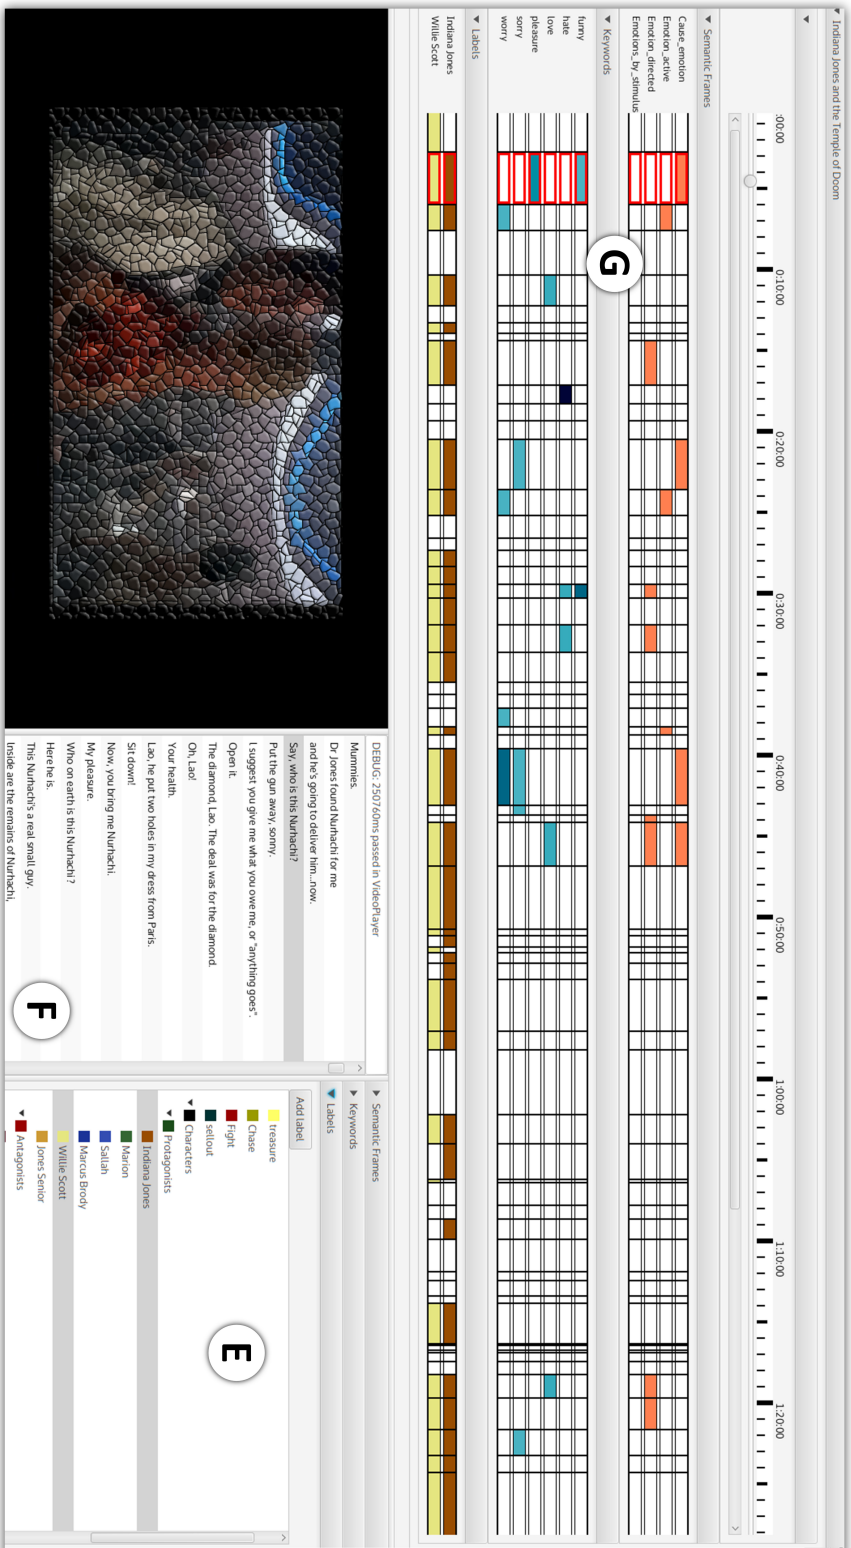 Indiana Jones and the Temple of Doom
:00:00
0:10:00
0:20:00
0:30:00
0:40:00
0:50:00
1:00:00
1:10:00
1:20:00
Semantic Frames
Cause_emotion
Emotion_active
Emotion_directed
Emotions_by_stimulus
Keywords
funny
hate
love
pleasure
sorry
worry
G
Labels
Indiana Jones
Willie Scott
DEBUG: 250760ms passed in VideoPlayer
Mummies.
Dr Jones found Nurhachi for me
and he's going to deliver him...now.
Say, who is this Nurhachi?
Put the gun away, sonny.
I suggest you give me what you owe me, or "anything goes".
Open it.
The diamond, Lao. The deal was for the diamond.
Oh, Lao!
Your health.
Lao, he put two holes in my dress from Paris.
Sit down!
Now, you bring me Nurhachi.
My pleasure.
Who on earth is this Nurhachi?
Here he is.
This Nurhachi's a real small guy.
Inside are the remains of Nurhachi,
F
Semantic Frames
Keywords
Labels
Add label
treasure
Chase
Fight
sellout
Characters
Protagonists
Indiana Jones
Marion
Sallah
Marcus Brody
Willie Scott
Jones Senior
Antagonists
E